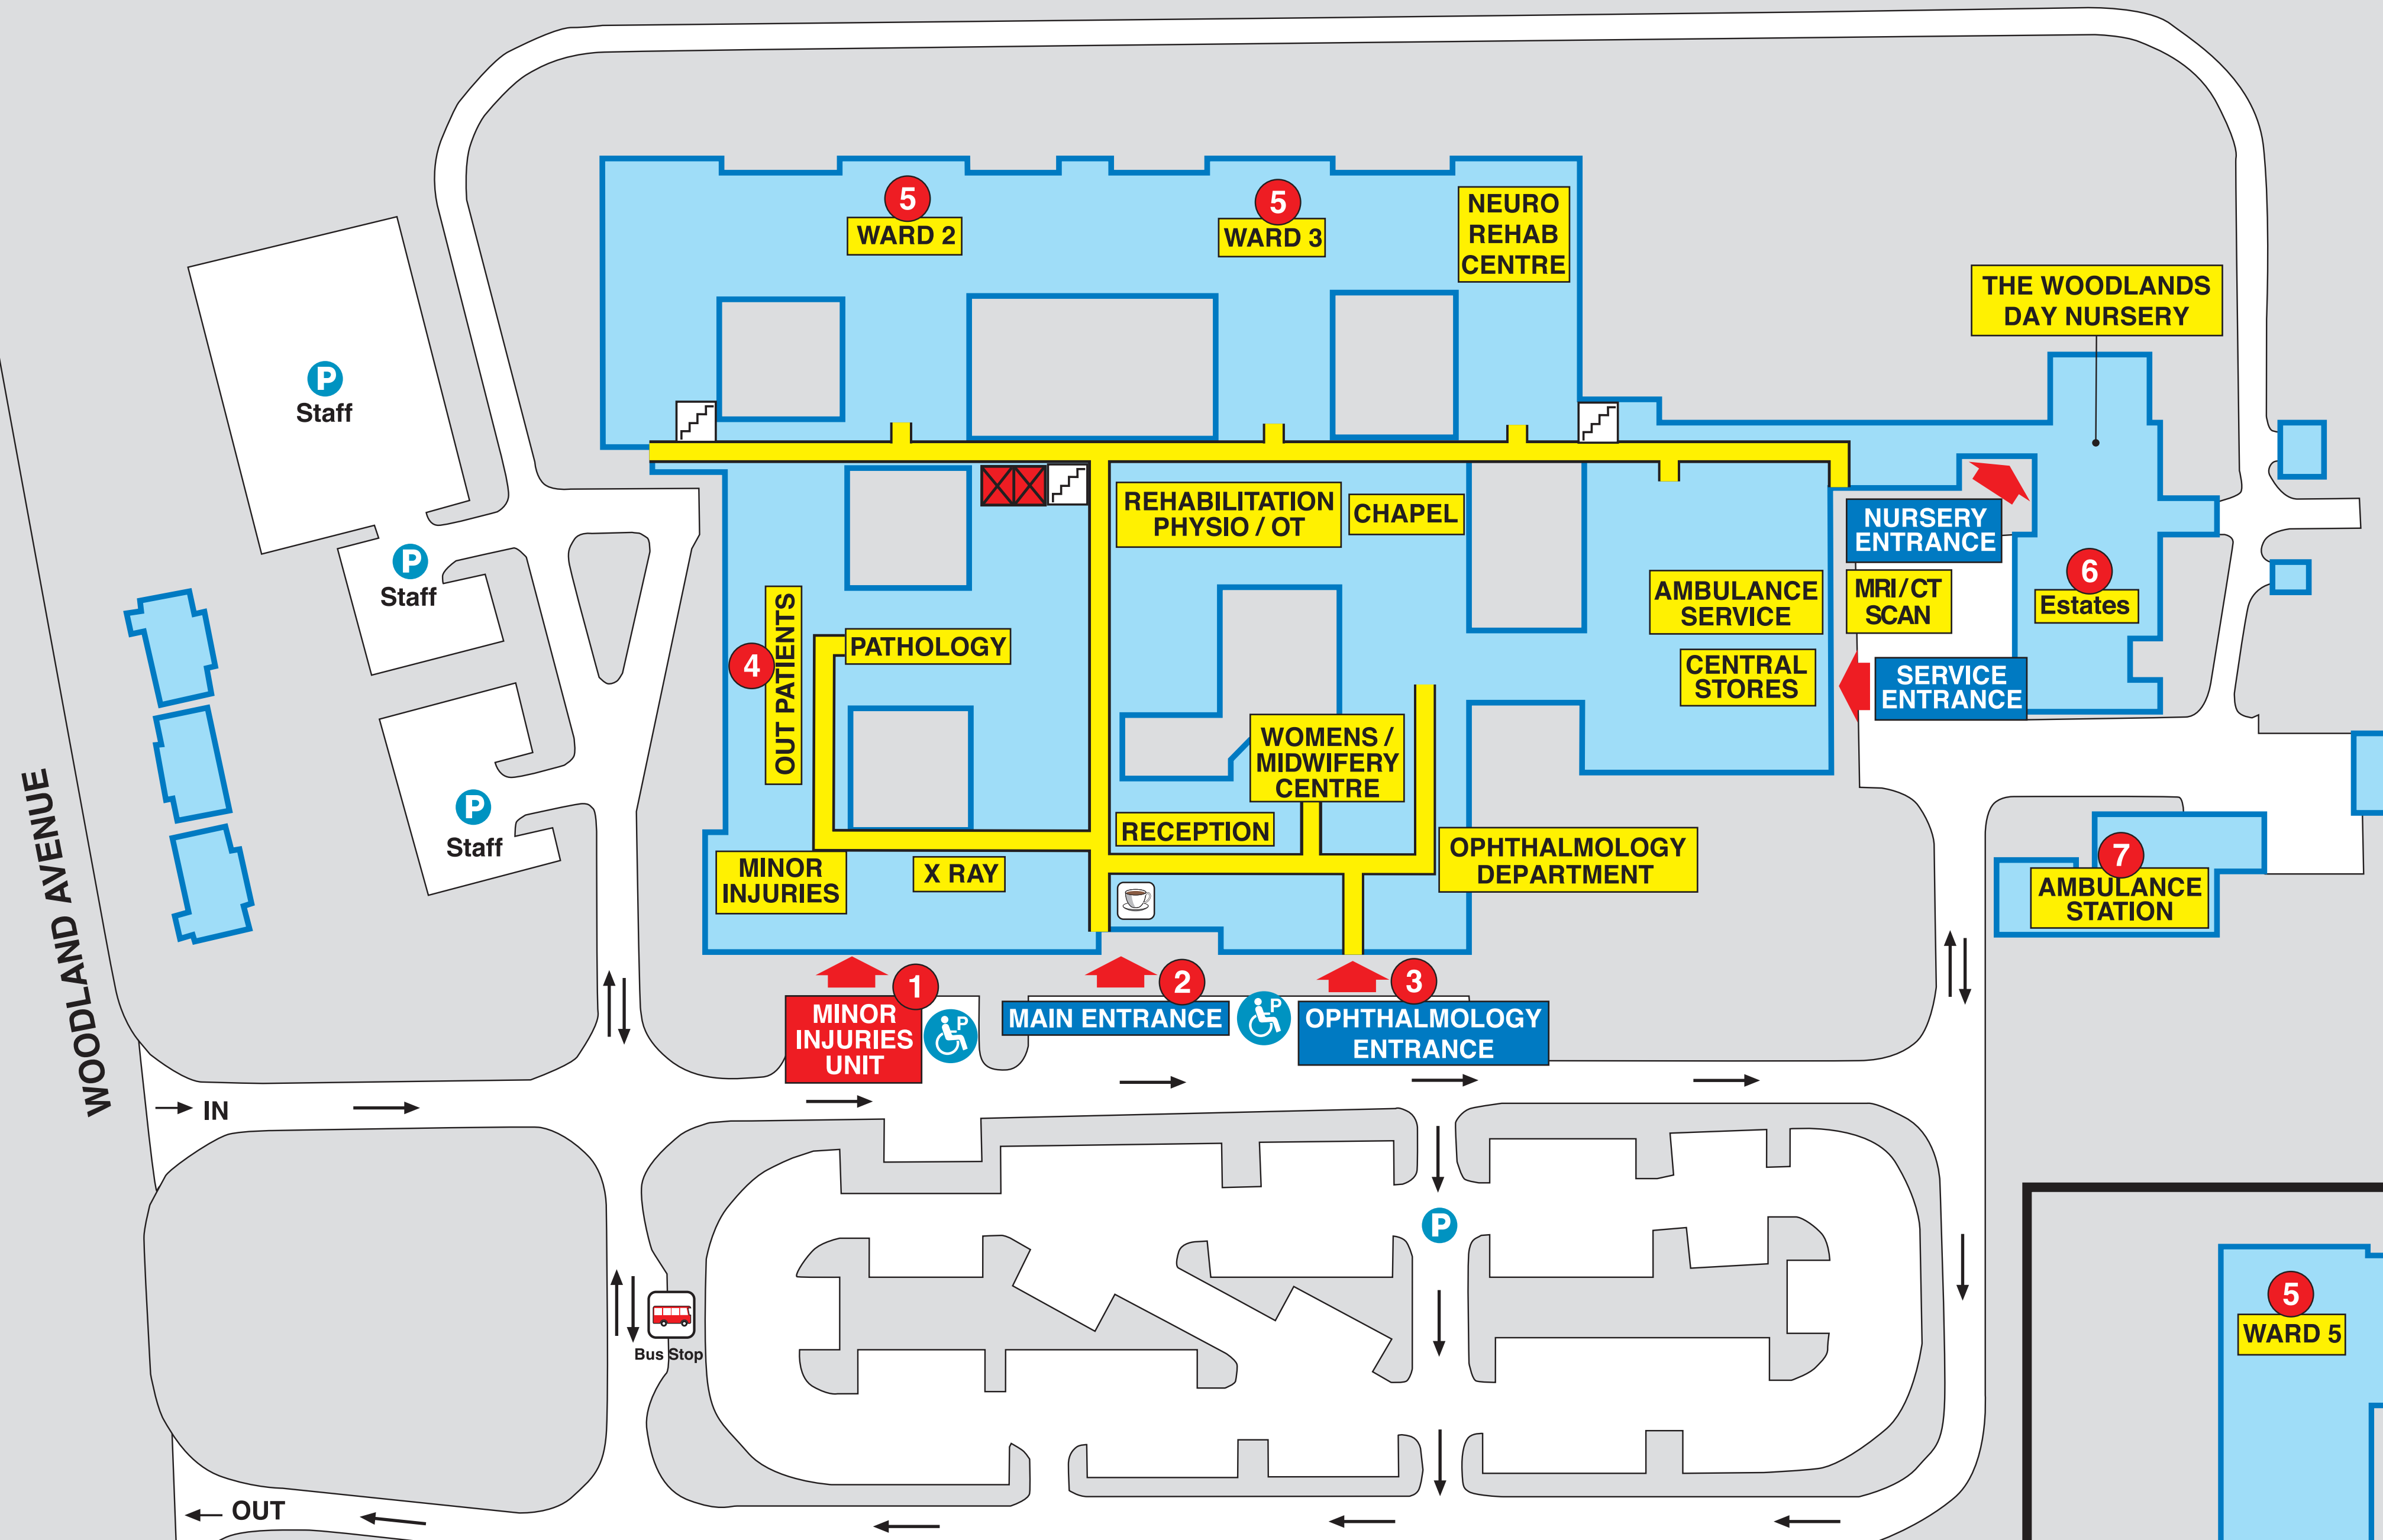 5
WARD 2
5
WARD 3
NEURO
REHAB
CENTRE
THE WOODLANDS
DAY NURSERY
P
Staff
P
Staff
P
Staff
REHABILITATION
PHYSIO / OT
CHAPEL
NURSERY
ENTRANCE
AMBULANCE
SERVICE
MRI/CT
SCAN
6
Estates
4
OUT PATIENTS
PATHOLOGY
CENTRAL
STORES
SERVICE
ENTRANCE
WOMENS /
MIDWIFERY
CENTRE
RECEPTION
OPHTHALMOLOGY
DEPARTMENT
MINOR
INJURIES
X RAY
7
AMBULANCE
STATION
WOODLAND AVENUE
1
MINOR
INJURIES
UNIT
P
2
MAIN ENTRANCE
P
3
OPHTHALMOLOGY
ENTRANCE
IN
P
Bus Stop
5
WARD 5
OUT